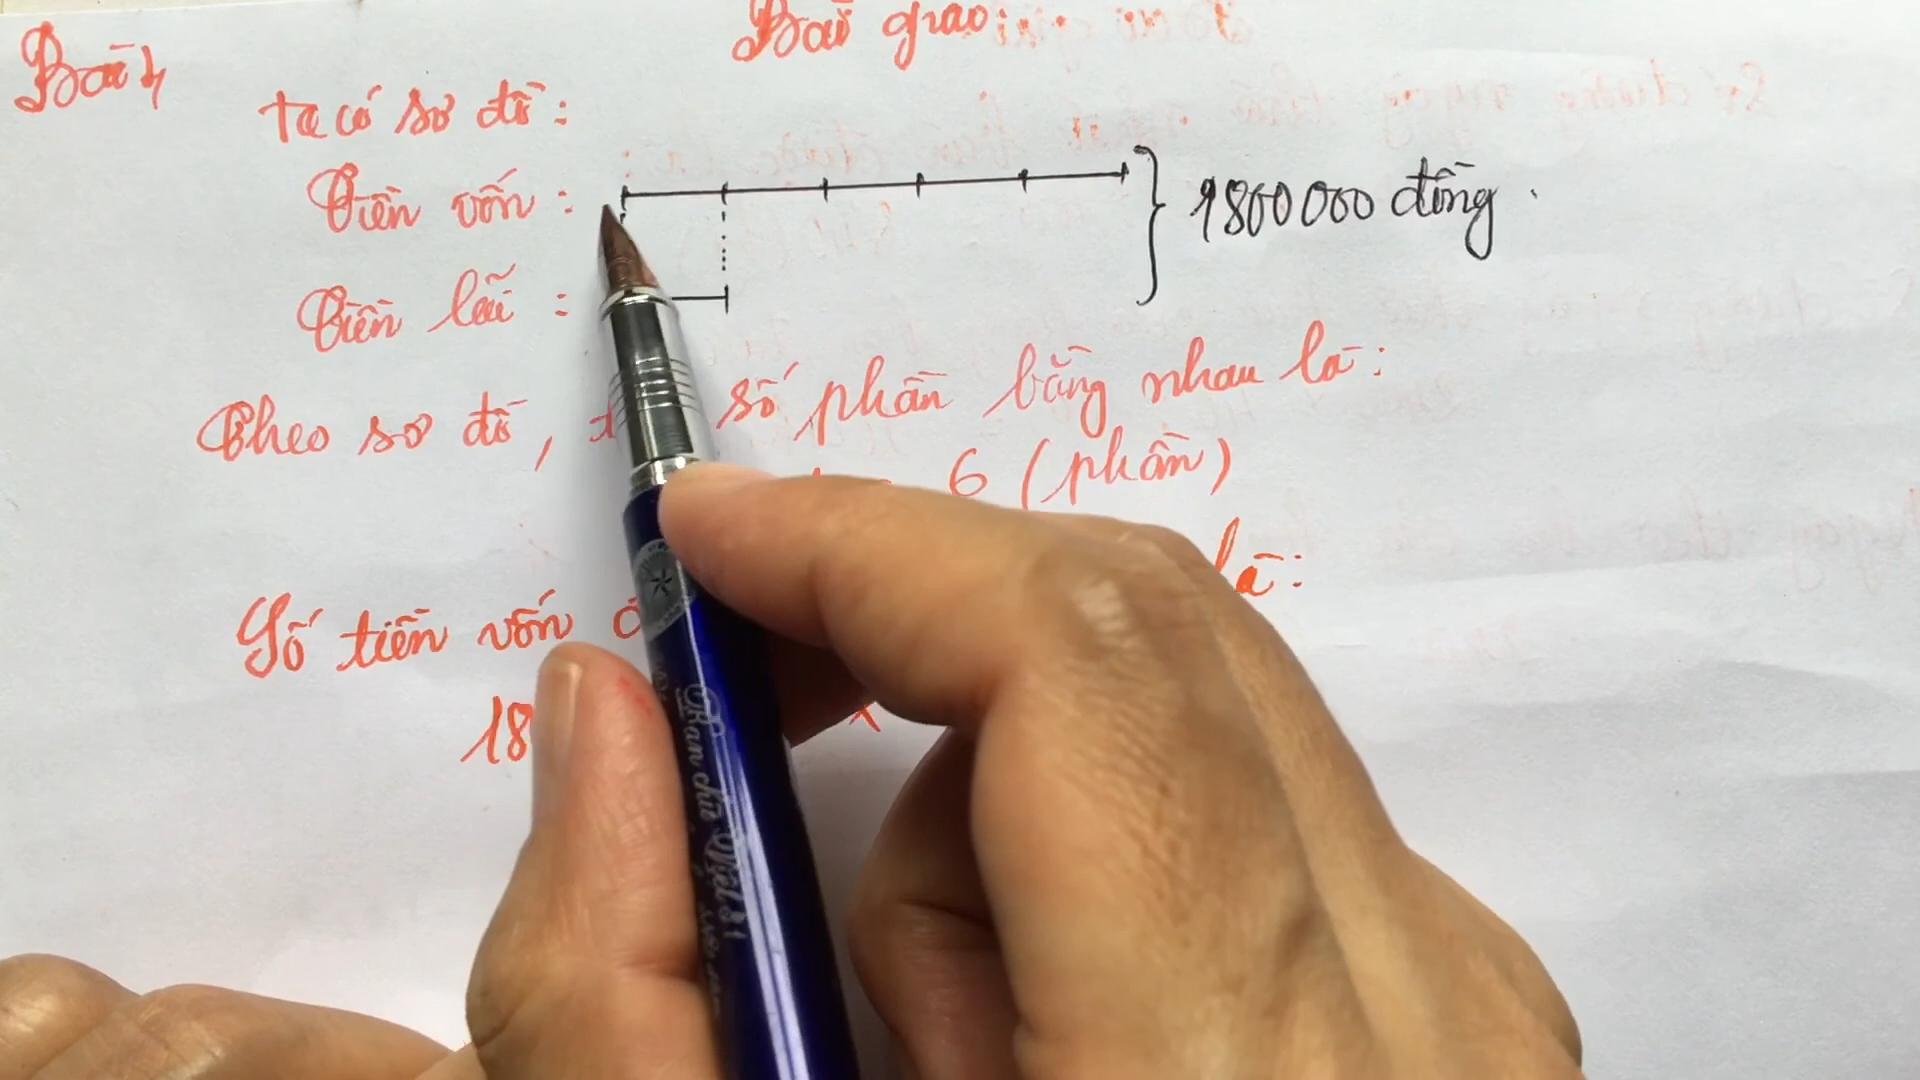 Bài giải
Bài 4
Ta có sơ đồ:
Tiền vốn:
1800000 đồng.
Tiền lãi:
Theo sơ đồ, số phần bằng nhau là:
6 (phần)
Số tiền vốn là:
18 x